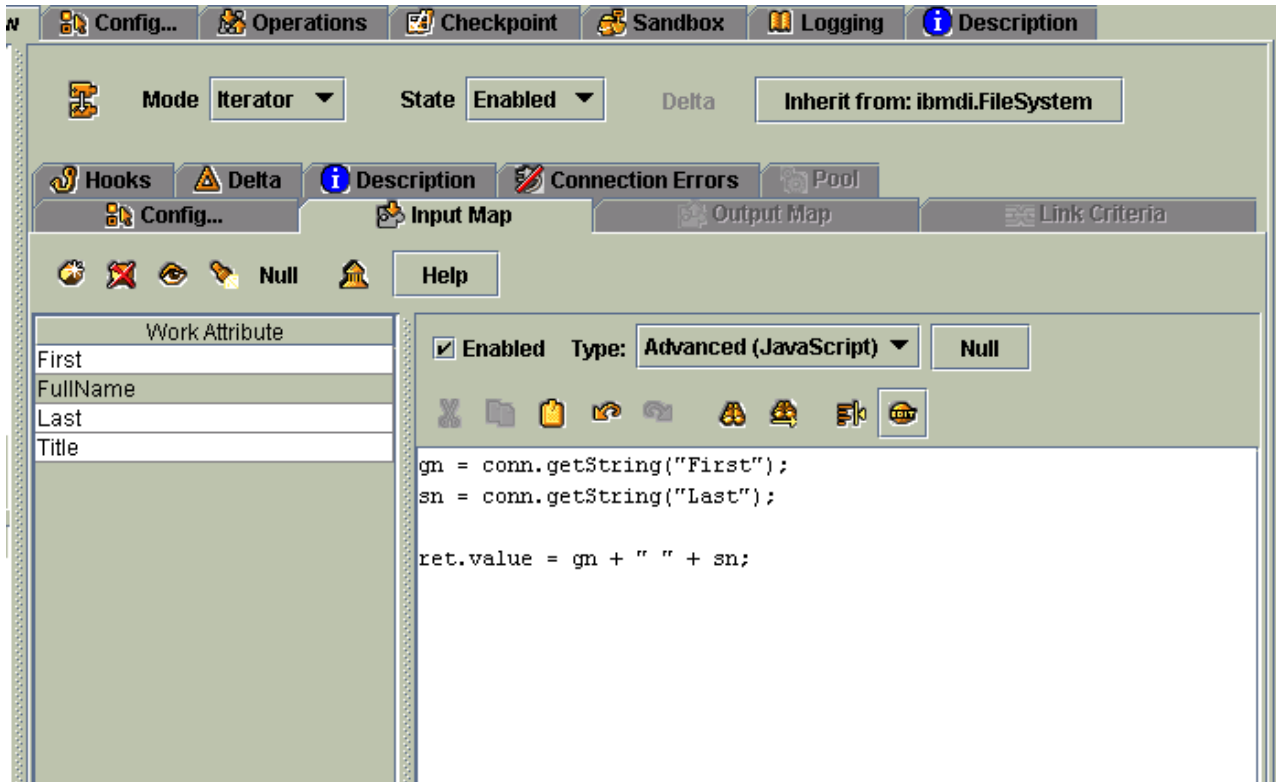 w Config... Operations Checkpoint Sandbox Logging Description
Mode Iterator State Enabled Delta Inherit from: ibmdi.FileSystem
Hooks Delta Description Connection Errors Pool
Config... Input Map Output Map Link Criteria
Null Help
Work Attribute
First
FullName
Last
Title
Enabled Type: Advanced (JavaScript) Null
gn = conn.getString("First");
sn = conn.getString("Last");
ret.value = gn + " " + sn;